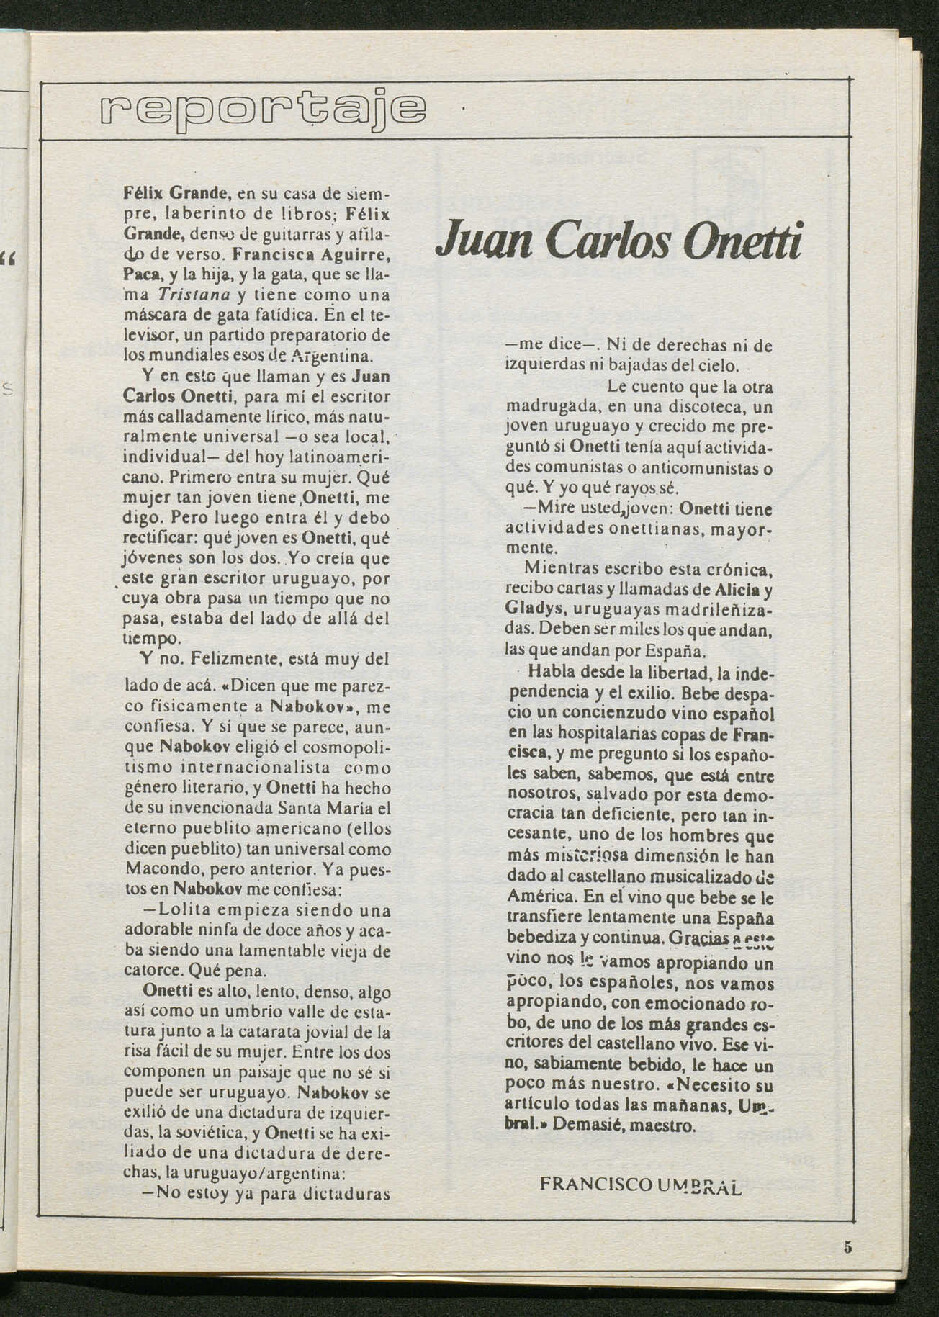 reportaje
Juan Carlos Onetti
Félix Grande, en su casa de siem-
pre, laberinto de libros; Félix
Grande, denso de guitarras y afila-
do de verso. Francisca Aguirre,
Paca, y la hija, y la gata, que se lla-
ma Tristana y tiene como una
máscara de gata fatídica. En el te-
levisor, un partido preparatorio de
los mundiales esos de Argentina.
Y en esto que llaman y es Juan
Carlos Onetti, para mí el escritor
más calladamente lírico, más natu-
ralmente universal —o sea local,
individual— del hoy latinoameri-
cano. Primero entra su mujer. Qué
mujer tan joven tiene Onetti, me
digo. Pero luego entra él y debo
rectificar: qué joven es Onetti, qué
jóvenes son los dos. Yo creía que
este gran escritor uruguayo, por
cuya obra pasa un tiempo que no
pasa, estaba del lado de allá del
tiempo.
Y no. Felizmente, está muy del
lado de acá. «Dicen que me parez-
co físicamente a Nabokov», me
confiesa. Y sí que se parece, aun-
que Nabokov eligió el cosmopoli-
tismo internacionalista como
género literario, y Onetti ha hecho
de su invencionada Santa María el
eterno pueblito americano (ellos
dicen pueblito) tan universal como
Macondo, pero anterior. Ya pues-
tos en Nabokov me confiesa:
—Lolita empieza siendo una
adorable ninfa de doce años y aca-
ba siendo una lamentable vieja de
catorce. Qué pena.
Onetti es alto, lento, denso, algo
así como un umbrío valle de esta-
tura junto a la catarata jovial de la
risa fácil de su mujer. Entre los dos
componen un paisaje que no sé si
puede ser uruguayo. Nabokov se
exilió de una dictadura de izquier-
das, la soviética, y Onetti se ha exi-
liado de una dictadura de dere-
chas, la uruguayo/argentina:
—No estoy ya para dictaduras
—me dice—. Ni de derechas ni de
izquierdas ni bajadas del cielo.
Le cuento que la otra
madrugada, en una discoteca, un
joven uruguayo y crecido me pre-
guntó si Onetti tenía aquí activida-
des comunistas o anticomunistas o
qué. Y yo qué rayos sé.
—Mire usted, joven: Onetti tiene
actividades onettianas, mayor-
mente.
Mientras escribo esta crónica,
recibo cartas y llamadas de Alicia y
Gladys, uruguayas madrileñiza-
das. Deben ser miles los que andan,
las que andan por España.
Habla desde la libertad, la inde-
pendencia y el exilio. Bebe despa-
cio un concienzudo vino español
en las hospitalarias copas de Fran-
cisca, y me pregunto si los españo-
les saben, sabemos, que está entre
nosotros, salvado por esta demo-
cracia tan deficiente, pero tan in-
cesante, uno de los hombres que
más misteriosa dimensión le han
dado al castellano musicalizado de
América. En el vino que bebe se le
transfiere lentamente una España
bebediza y continua. Gracias a este
vino nos le vamos apropiando un
poco, los españoles, nos vamos
apropiando, con emocionado ro-
bo, de uno de los más grandes es-
critores del castellano vivo. Ese vi-
no, sabiamente bebido, le hace un
poco más nuestro. «Necesito su
artículo todas las mañanas, Um-
bral.» Demasié, maestro.
FRANCISCO UMBRAL
5